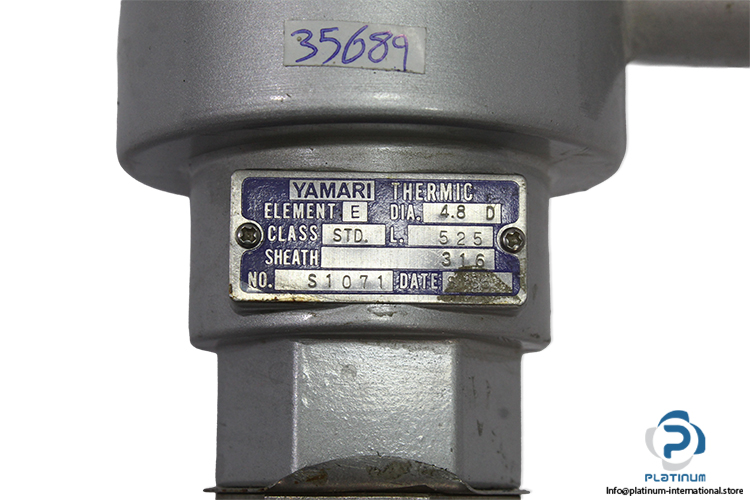 35689
YAMARI THERMIC
ELEMENT E DIA. 4.8 D
CLASS STD. L. 525
SHEATH 316
NO. S1071 DATE
PLATINUM
Info@platinum-international.store